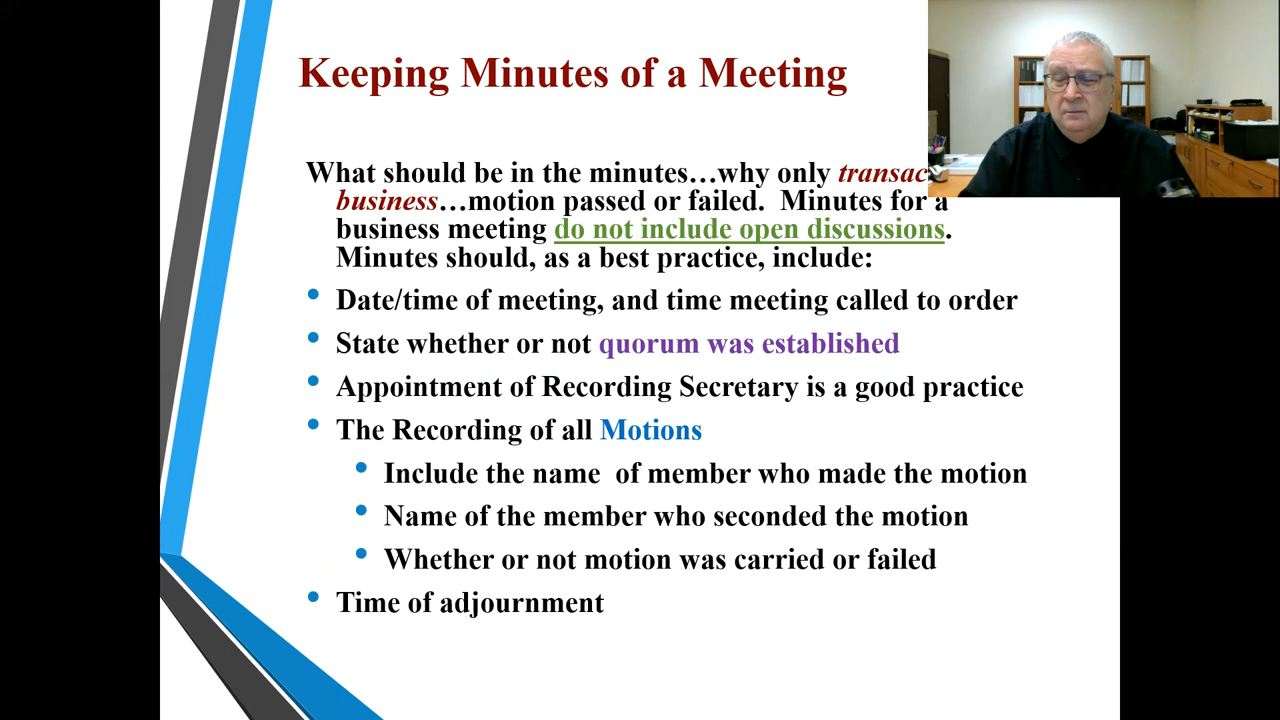 Keeping Minutes of a Meeting
What should be in the minutes…why only
business…motion passed or failed.  Minutes for a
business meeting do not include open discussions.
Minutes should, as a best practice, include:
• Date/time of meeting, and time meeting called to order
• State whether or not quorum was established
• Appointment of Recording Secretary is a good practice
• The Recording of all Motions
• Include the name  of member who made the motion
• Name of the member who seconded the motion
• Whether or not motion was carried or failed
• Time of adjournment